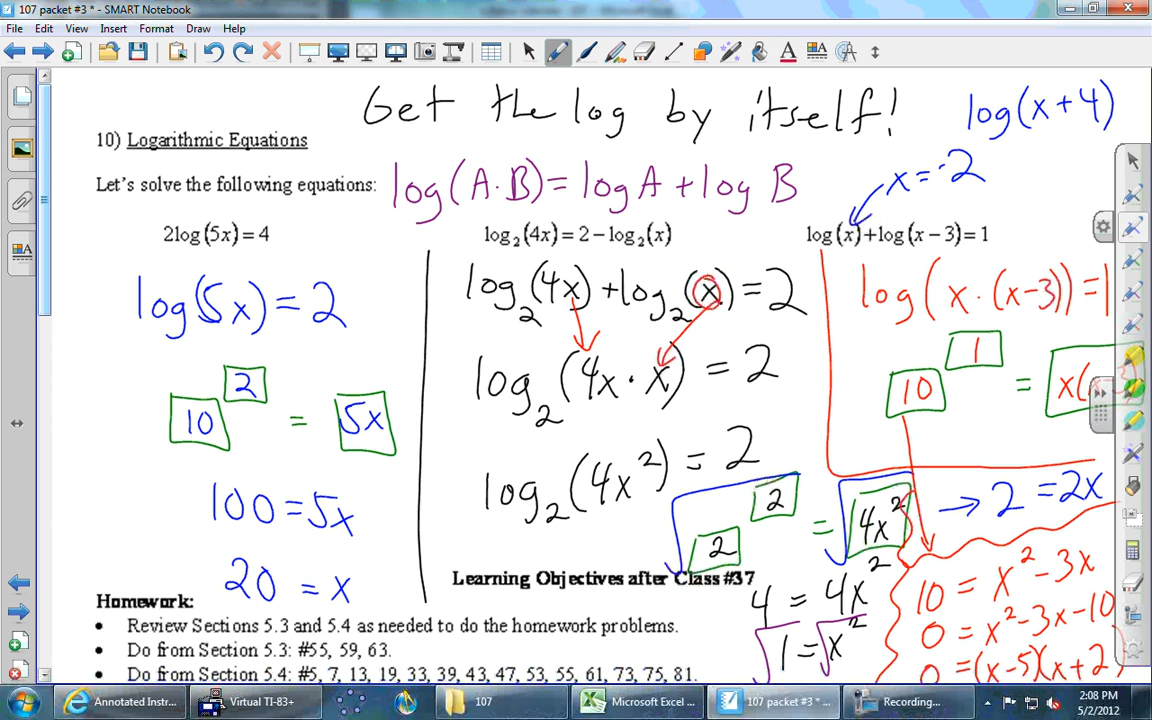 107 packet #3 * - SMART Notebook
File Edit View Insert Format Draw Help
Get the log by itself!
log(x+4)
10) Logarithmic Equations
Let's solve the following equations:
log(A·B)=logA+log B
x=-2
2log(5x)=4
log₂(4x)=2−log₂(x)
log(x)+log(x−3)=1
log(5x)=2
10² = 5x
100=5x
20=x
log₂(4x)+log₂(x)=2
log₂(4x·x)=2
log₂(4x²)=2
2² = 4x²
4=4x²
1=x²
→2=2x
log(x·(x-3))=1
10¹ = x(x-3)
10=x²-3x
0=x²-3x-10
0=(x-5)(x+2)
Learning Objectives after Class #37
Homework:
• Review Sections 5.3 and 5.4 as needed to do the homework problems.
• Do from Section 5.3: #55, 59, 63.
• Do from Section 5.4: #5, 7, 13, 19, 33, 39, 43, 47, 53, 55, 61, 73, 75, 81.
Annotated Instr... Virtual TI-83+ 107 Microsoft Excel ... 107 packet #3 * ... Recording...
2:08 PM
5/2/2012